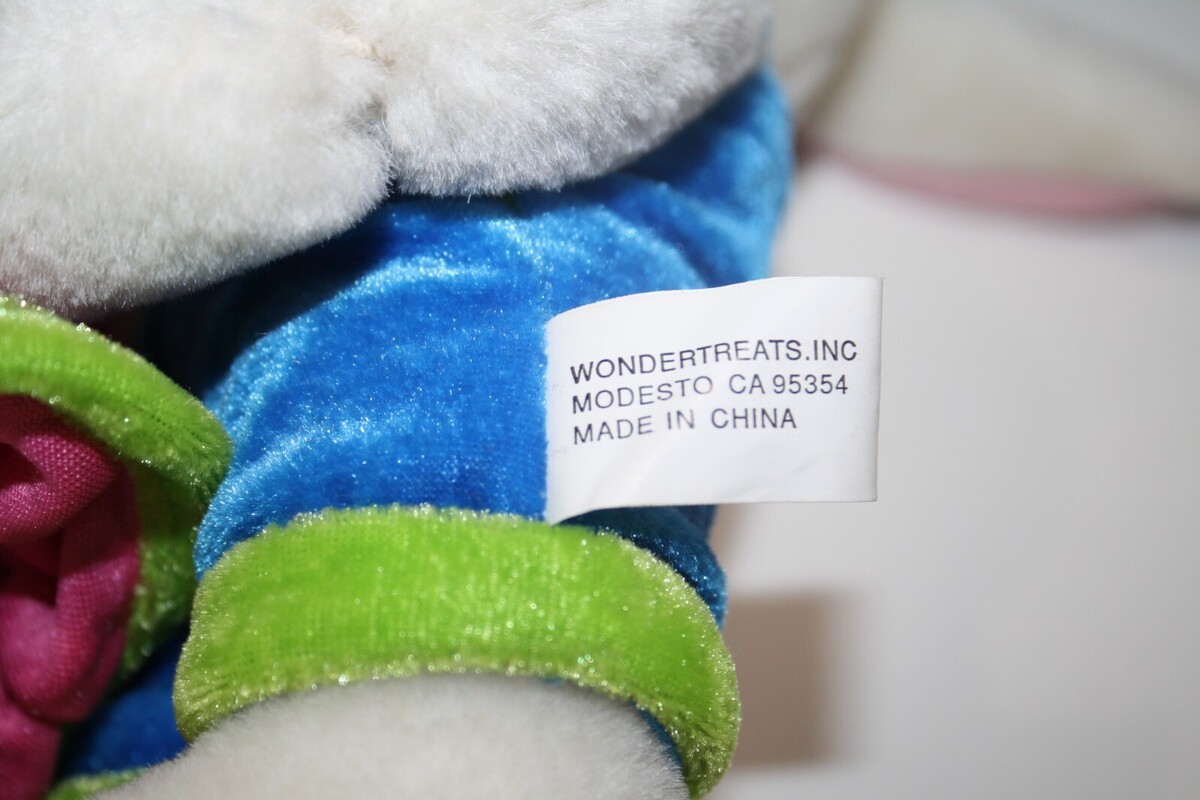 WONDERTREATS.INC
MODESTO CA 95354
MADE IN CHINA